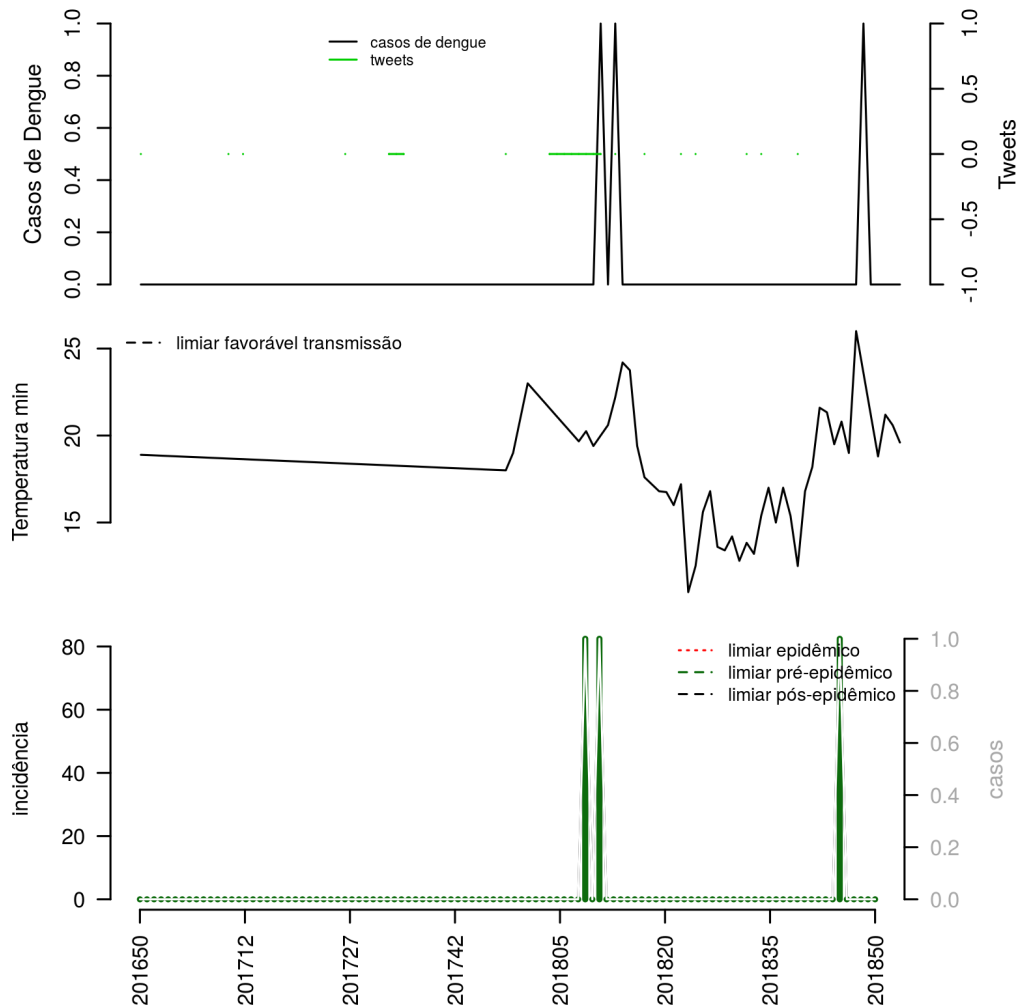 casos de dengue
tweets
Casos de Dengue
0.0 0.2 0.4 0.6 0.8 1.0
-1.0 -0.5 0.0 0.5 1.0
Tweets
limiar favorável transmissão
Temperatura min
15 20 25
limiar epidêmico
limiar pré-epidêmico
limiar pós-epidêmico
incidência
80
60
40
20
0
1.0
0.8
0.6
0.4
0.2
0.0
casos
201650 201712 201727 201742 201805 201820 201835 201850